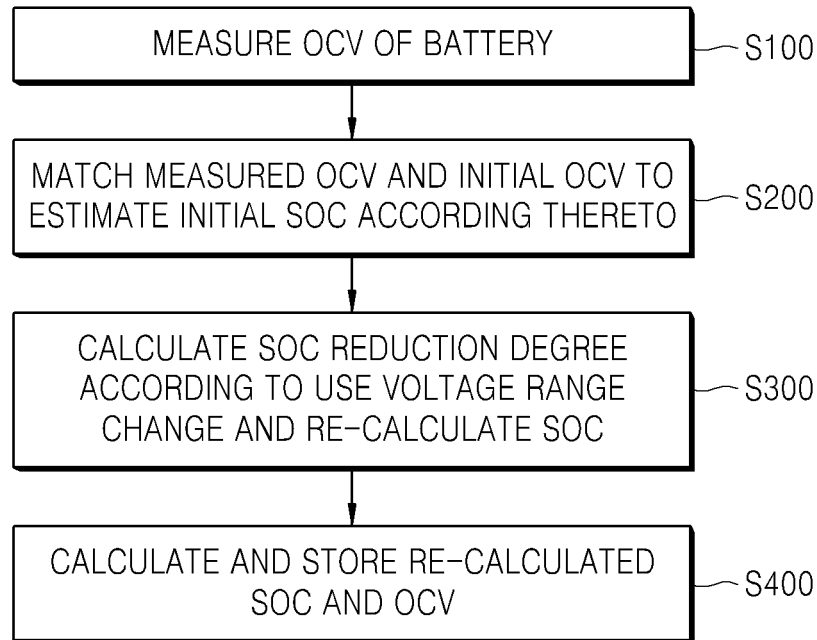 MEASURE OCV OF BATTERY
S100
MATCH MEASURED OCV AND INITIAL OCV TO
ESTIMATE INITIAL SOC ACCORDING THERETO
S200
CALCULATE SOC REDUCTION DEGREE
ACCORDING TO USE VOLTAGE RANGE
CHANGE AND RE-CALCULATE SOC
S300
CALCULATE AND STORE RE-CALCULATED
SOC AND OCV
S400